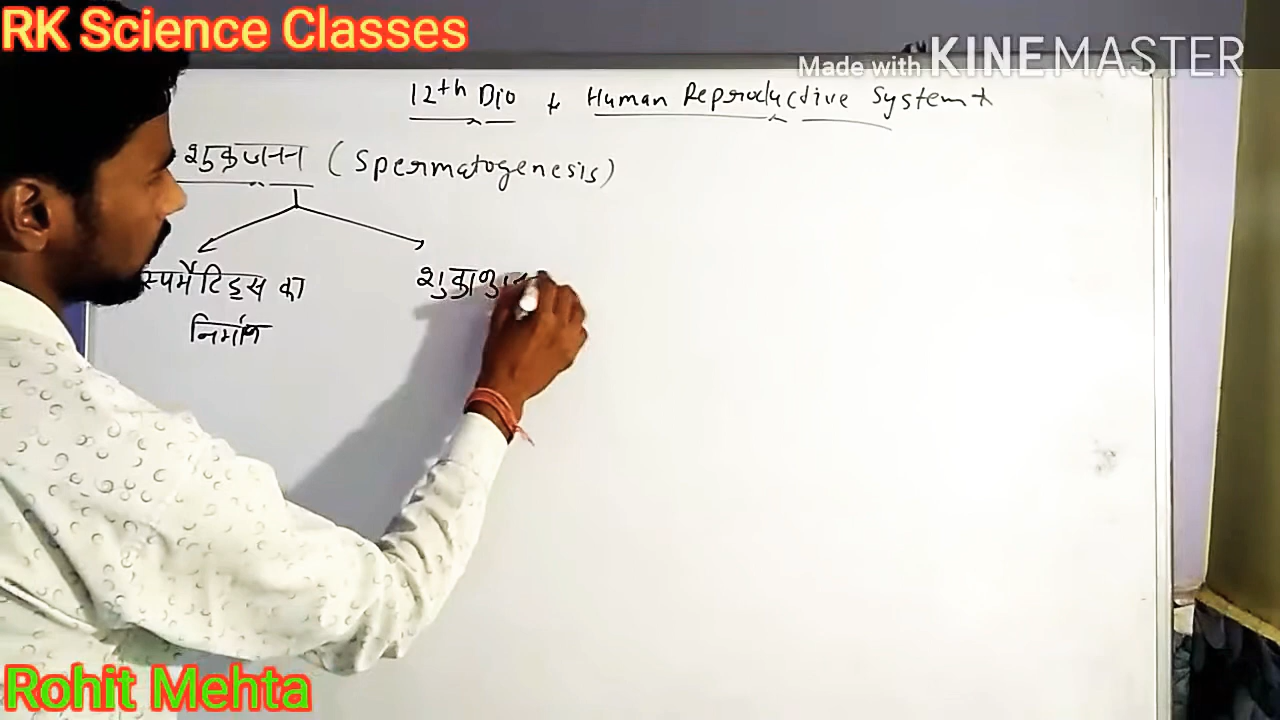 RK Science Classes
Made with KINEMASTER
12th Bio + Human Reproductive System +
शुक्रजनन (Spermatogenesis)
स्पर्मेटिड्स का
निर्माण
Rohit Mehta